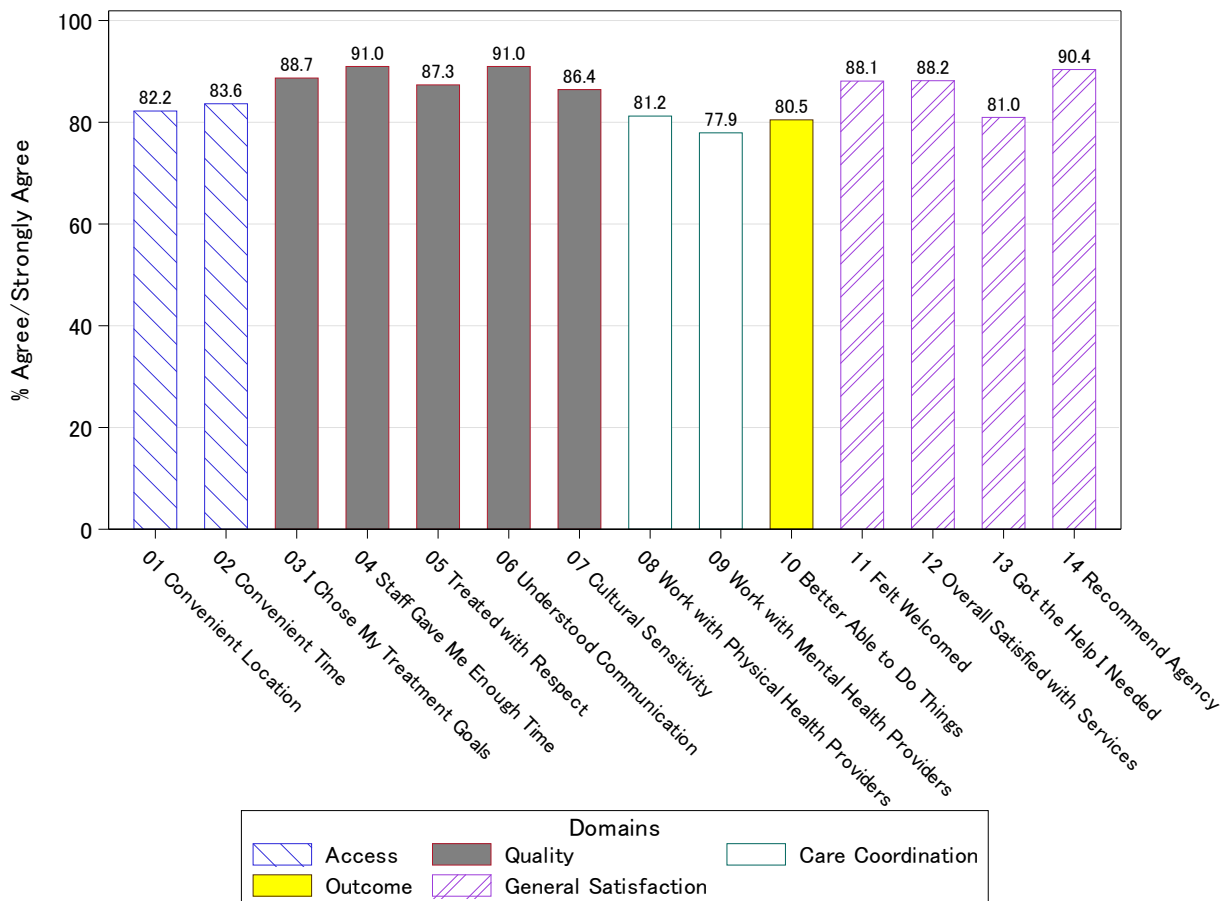 % Agree/Strongly Agree
100
80
60
40
20
0
82.2
83.6
88.7
91.0
87.3
91.0
86.4
81.2
77.9
80.5
88.1
88.2
81.0
90.4
01 Convenient Location
02 Convenient Time
03 I Chose My Treatment Goals
04 Staff Gave Me Enough Time
05 Treated with Respect
06 Understood Communication
07 Cultural Sensitivity
08 Work with Physical Health Providers
09 Work with Mental Health Providers
10 Better Able to Do Things
11 Felt Welcomed
12 Overall Satisfied with Services
13 Got the Help I Needed
14 Recommend Agency
Domains
Access
Quality
Care Coordination
Outcome
General Satisfaction